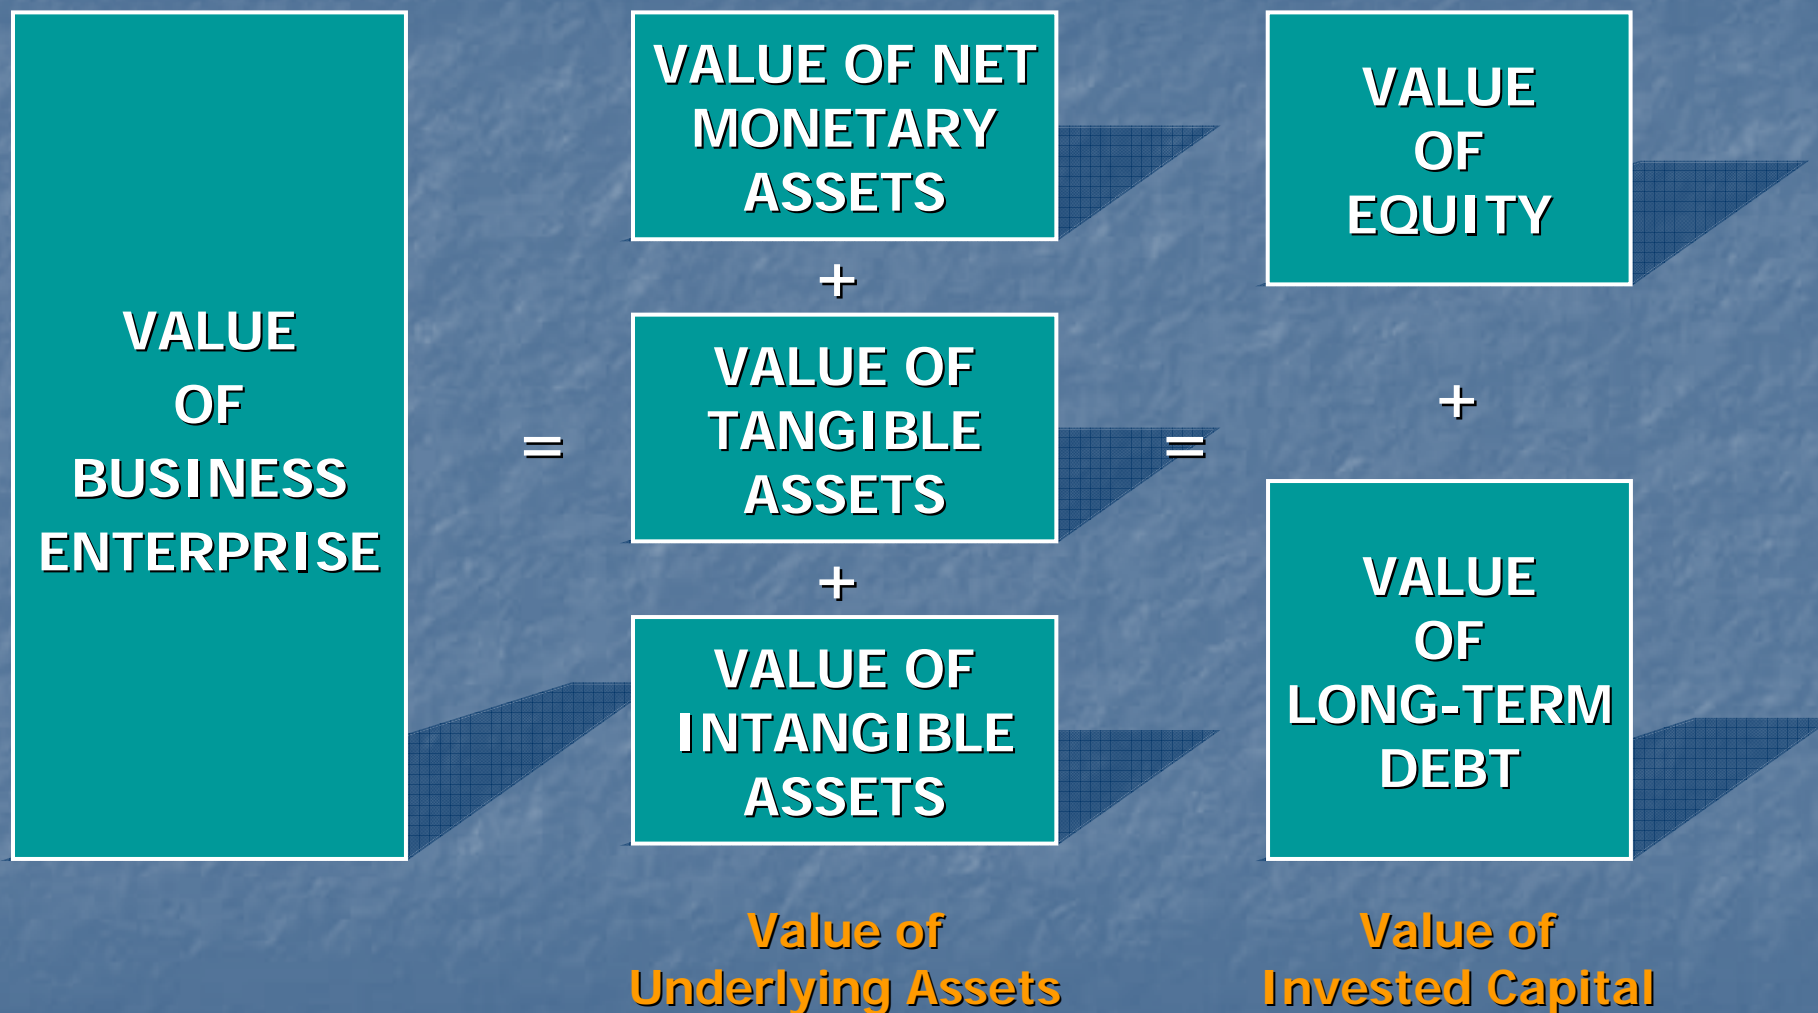 VALUE
OF
BUSINESS
ENTERPRISE
=
VALUE OF NET
MONETARY
ASSETS
+
VALUE OF
TANGIBLE
ASSETS
+
VALUE OF
INTANGIBLE
ASSETS
=
VALUE
OF
EQUITY
+
VALUE
OF
LONG-TERM
DEBT
Value of
Underlying Assets
Value of
Invested Capital